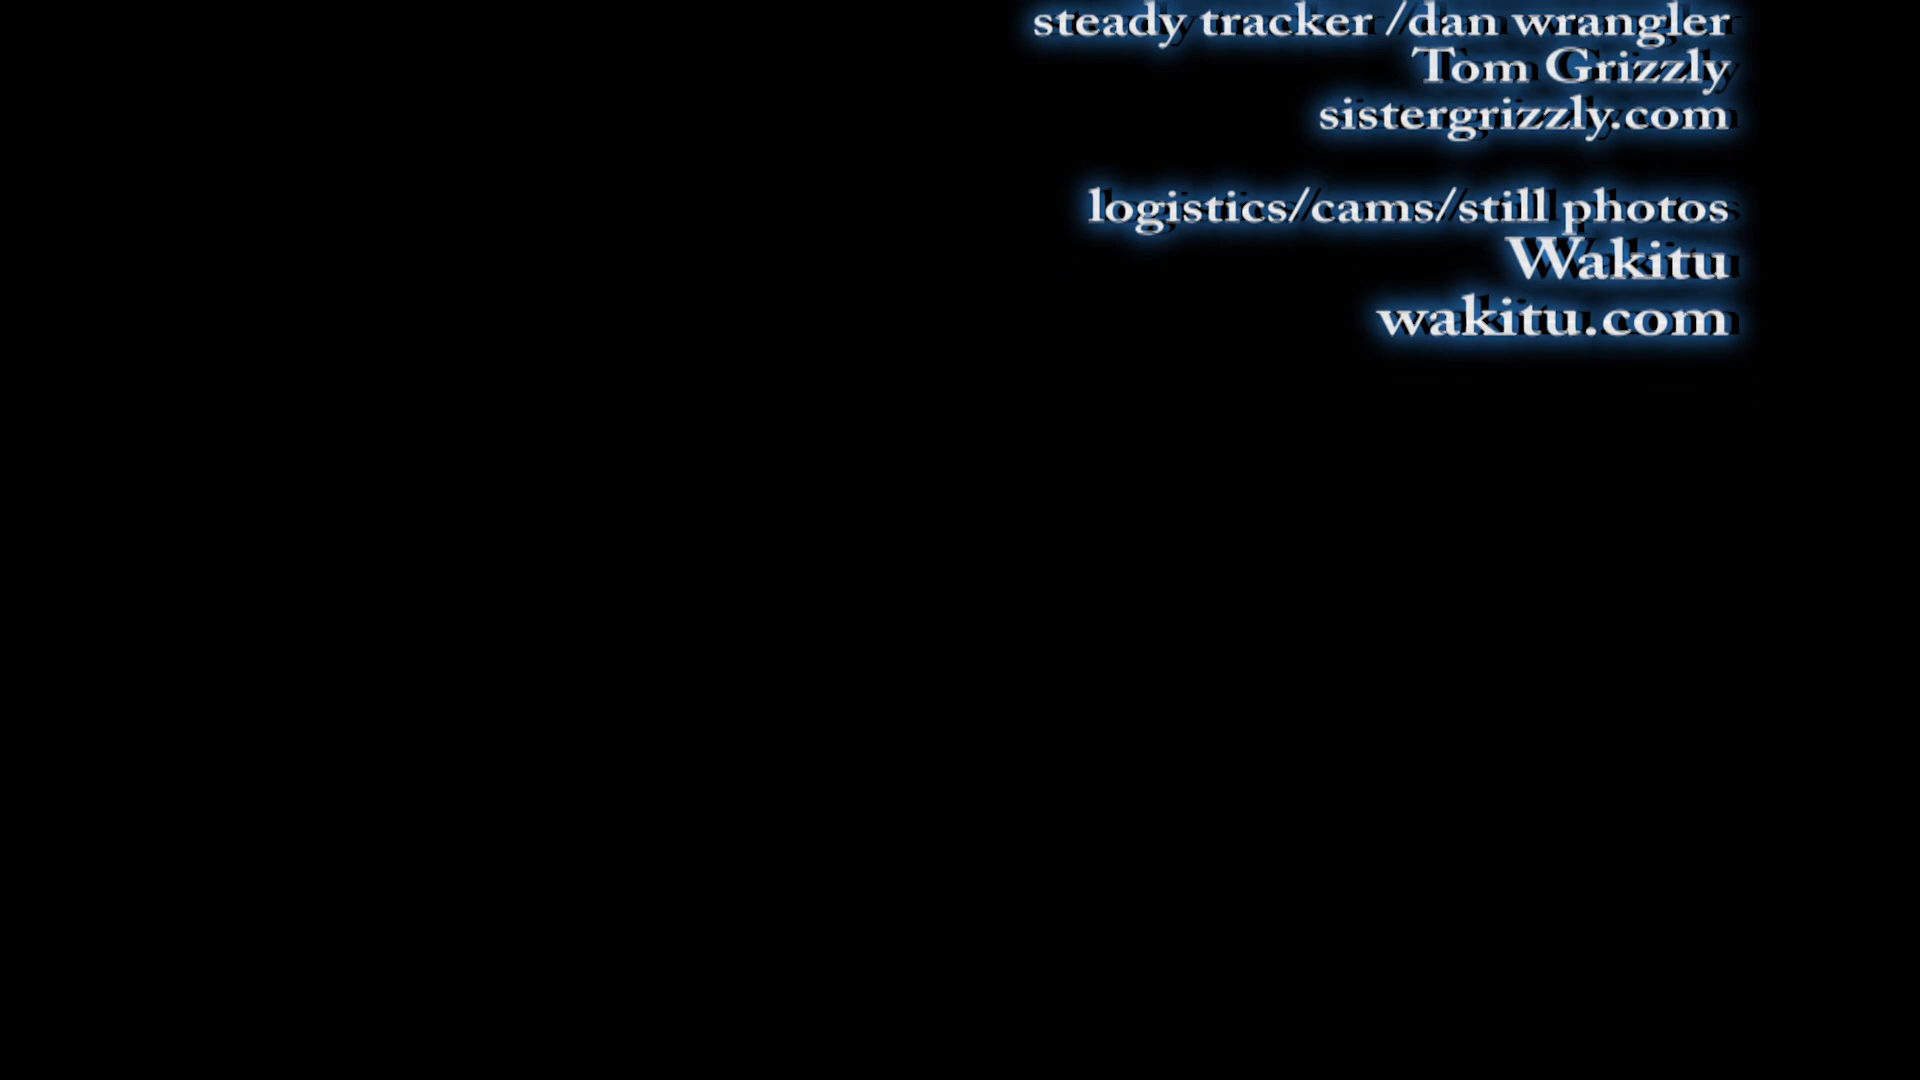 steady tracker /dan wrangler
Tom Grizzly
sistergrizzly.com
logistics/cams/still photos
Wakitu
wakitu.com